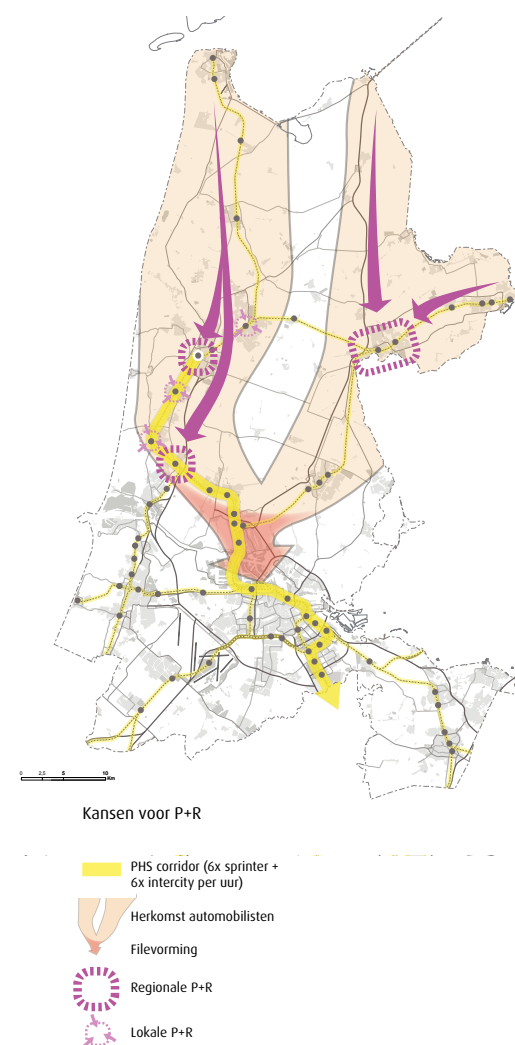 0 2,5 5 10
Km
Kansen voor P+R
PHS corridor (6x sprinter +
6x intercity per uur)
Herkomst automobilisten
Filevorming
Regionale P+R
Lokale P+R